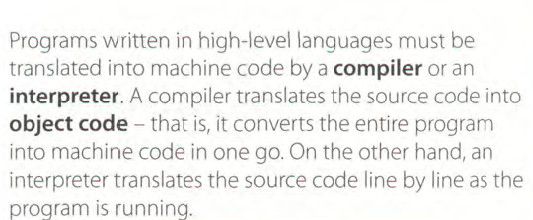 Programs written in high-level languages must be
translated into machine code by a compiler or an
interpreter. A compiler translates the source code into
object code – that is, it converts the entire program
into machine code in one go. On the other hand, an
interpreter translates the source code line by line as the
program is running.